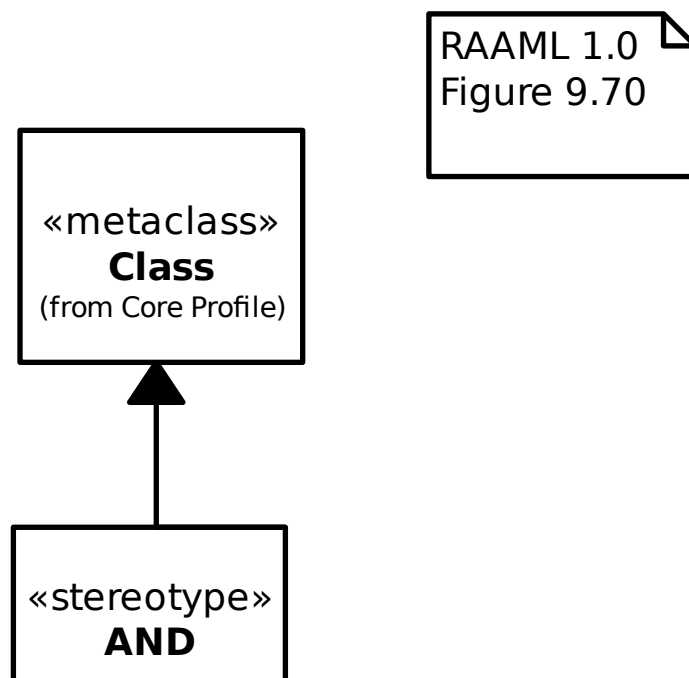 RAAML 1.0
Figure 9.70
«metaclass»
Class
(from Core Profile)
«stereotype»
AND